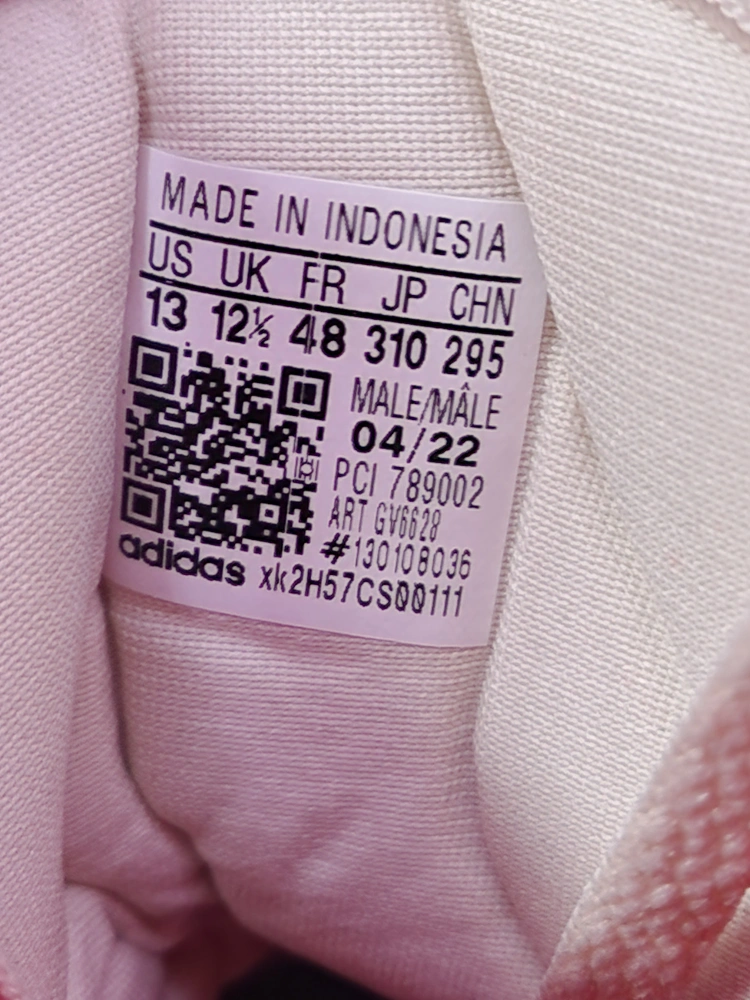 MADE IN INDONESIA
US UK FR JP CHN
13 12½ 48 310 295
MALE/MÂLE
04/22
PCI 789002
ART GV6628
#130108036
adidas xk2H57CS00111